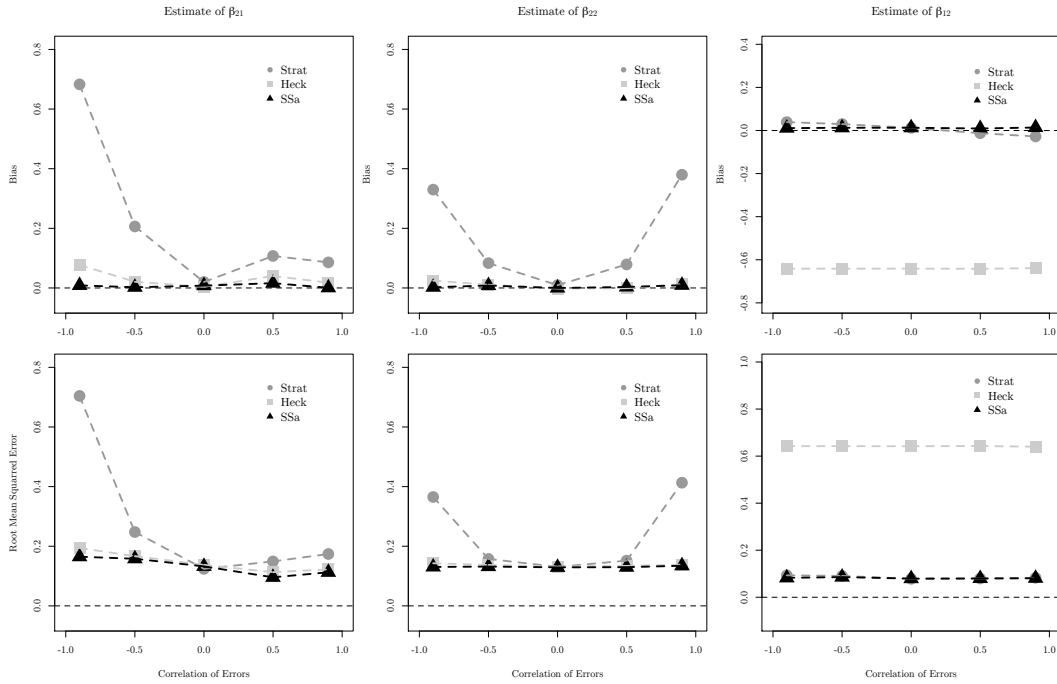 Estimate of β21
Estimate of β22
Estimate of β12
Bias
0.0 0.2 0.4 0.6 0.8
Strat
Heck
SSa
-1.0 -0.5 0.0 0.5 1.0
Bias
0.0 0.2 0.4 0.6 0.8
Strat
Heck
SSa
-1.0 -0.5 0.0 0.5 1.0
Bias
-0.8 -0.6 -0.4 -0.2 0.0 0.2 0.4
Strat
Heck
SSa
-1.0 -0.5 0.0 0.5 1.0
Root Mean Squarred Error
0.0 0.2 0.4 0.6 0.8
Strat
Heck
SSa
-1.0 -0.5 0.0 0.5 1.0
Correlation of Errors
0.0 0.2 0.4 0.6 0.8
Strat
Heck
SSa
-1.0 -0.5 0.0 0.5 1.0
Correlation of Errors
0.0 0.2 0.4 0.6 0.8 1.0
Strat
Heck
SSa
-1.0 -0.5 0.0 0.5 1.0
Correlation of Errors